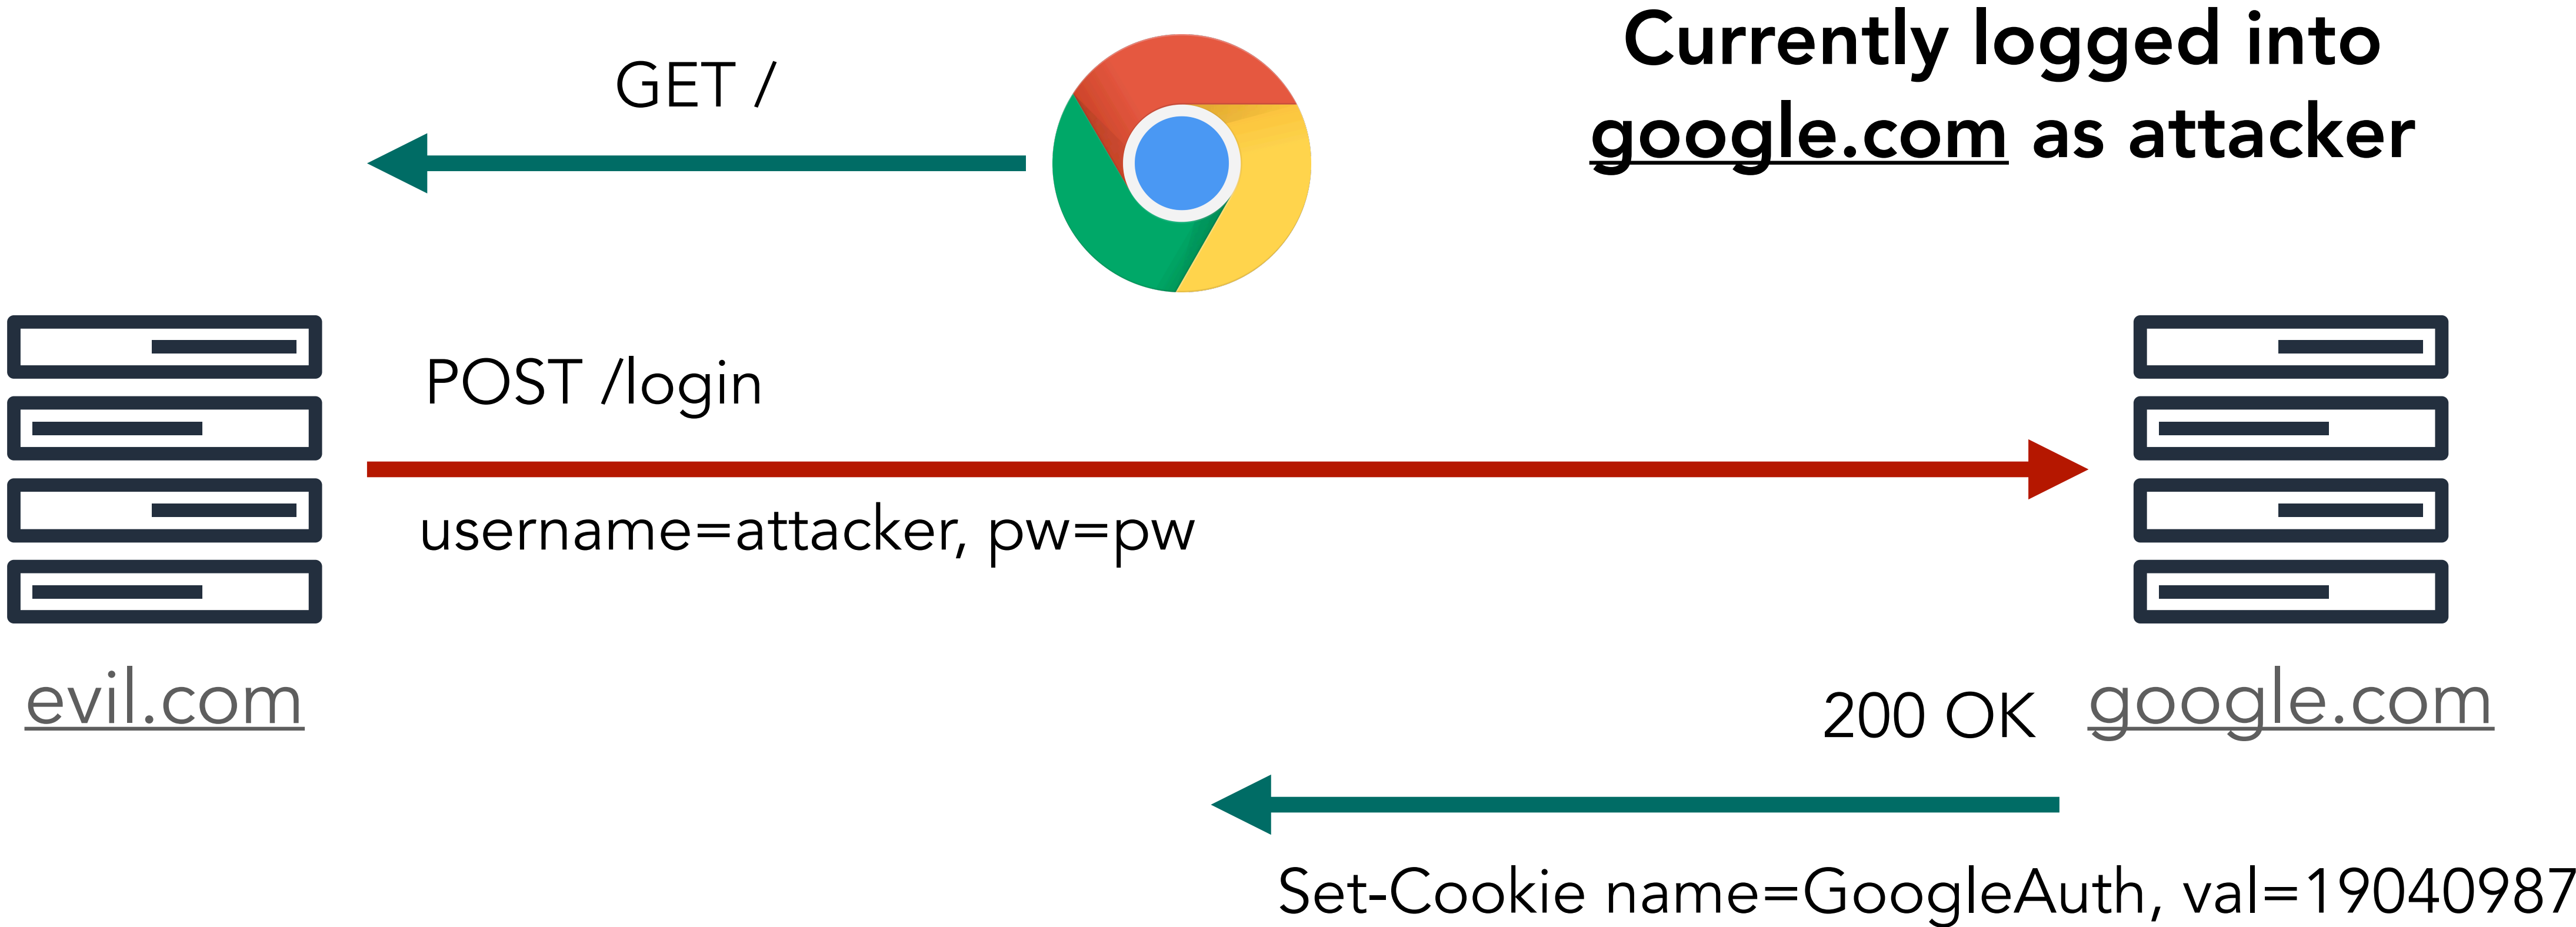 Currently logged into
google.com as attacker
GET /
POST /login
username=attacker, pw=pw
evil.com
google.com
200 OK
Set-Cookie name=GoogleAuth, val=19040987